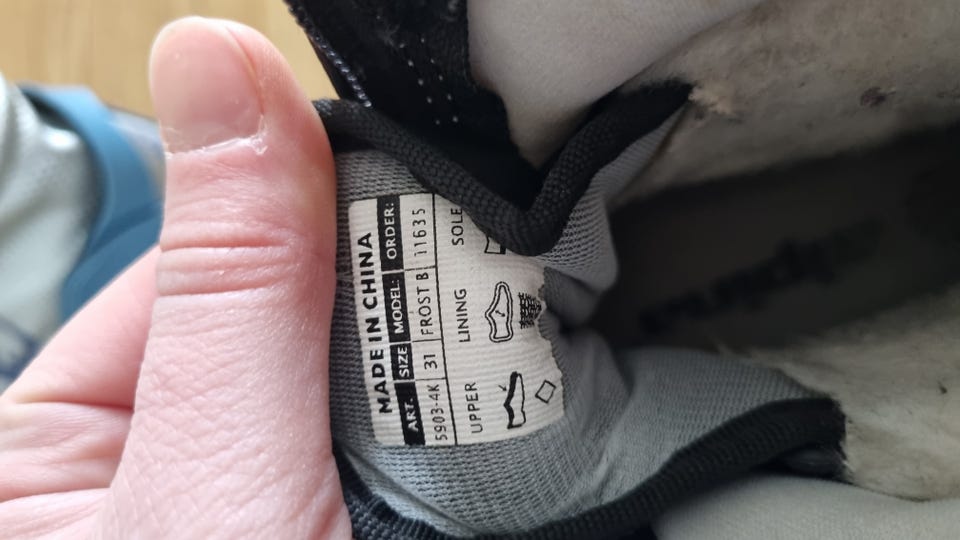 MADE IN CHINA
ART. SIZE MODEL: ORDER:
5903-4K 31 FROST B 11635
UPPER LINING SOLE